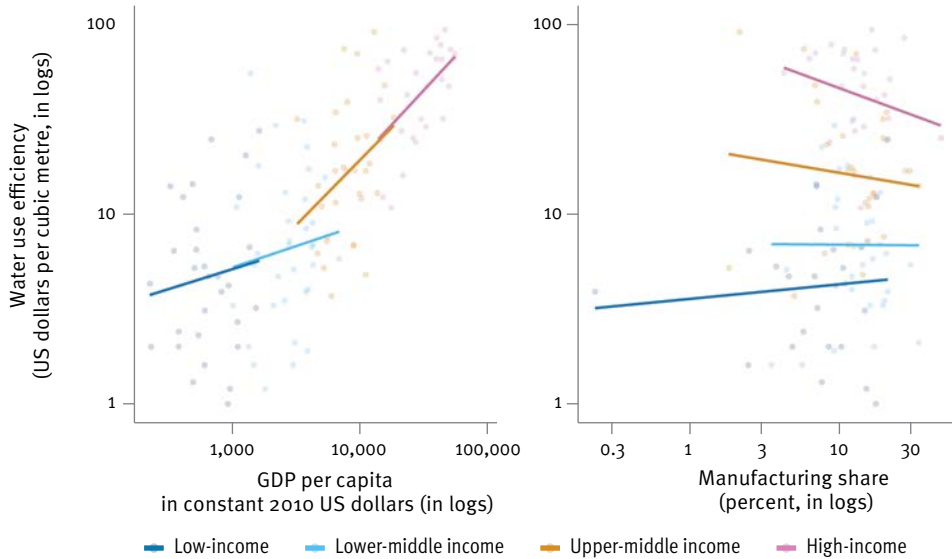 Water use efficiency
(US dollars per cubic metre, in logs)
100
10
1
1,000
10,000
100,000
GDP per capita
in constant 2010 US dollars (in logs)
100
10
1
0.3
1
3
10
30
Manufacturing share
(percent, in logs)
Low-income
Lower-middle income
Upper-middle income
High-income